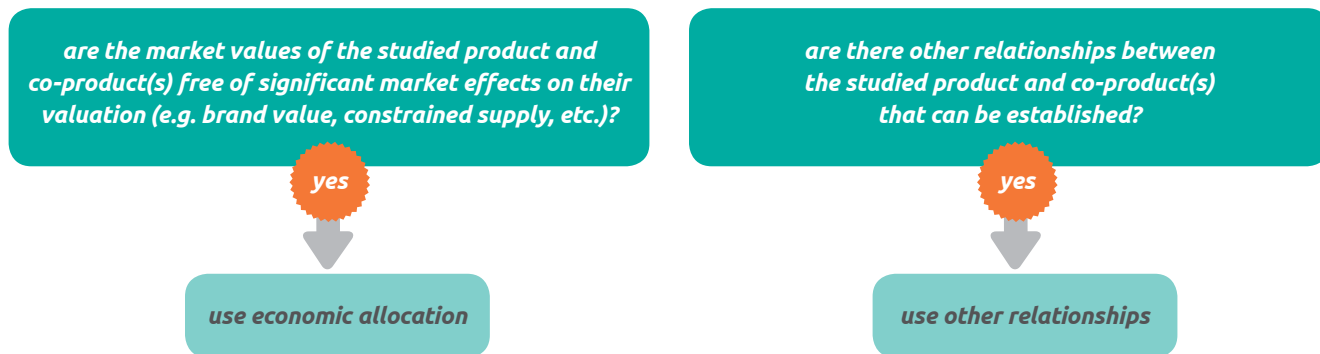 are the market values of the studied product and
co-product(s) free of significant market effects on their
valuation (e.g. brand value, constrained supply, etc.)?
yes
use economic allocation
are there other relationships between
the studied product and co-product(s)
that can be established?
yes
use other relationships